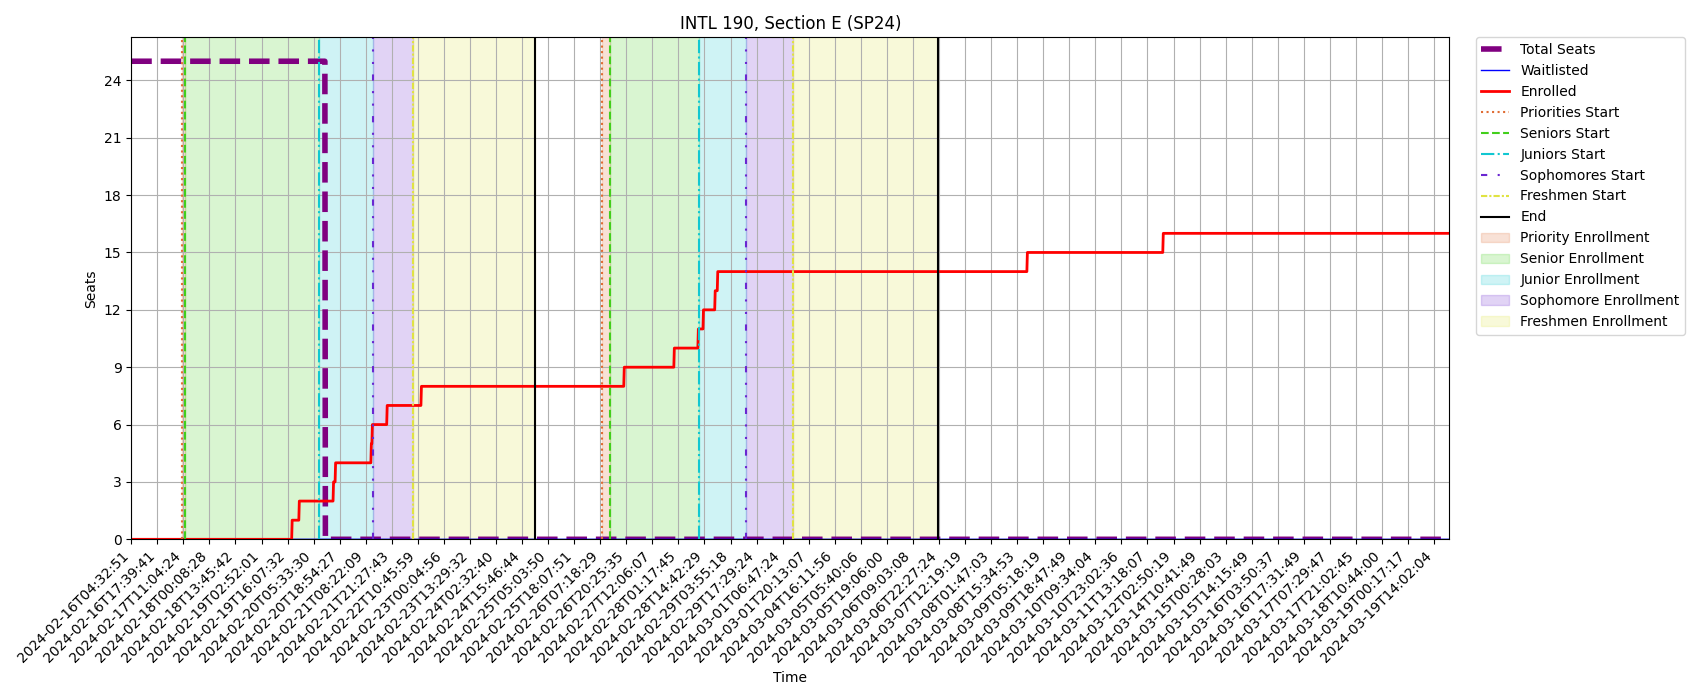 INTL 190, Section E (SP24)
Seats
24
21
18
15
12
9
6
3
0
2024-02-16T04:32:51
2024-02-16T17:39:41
2024-02-17T11:04:24
2024-02-18T00:08:28
2024-02-18T13:45:42
2024-02-19T02:52:01
2024-02-19T16:07:32
2024-02-20T05:33:30
2024-02-20T18:54:27
2024-02-21T08:22:09
2024-02-21T21:27:43
2024-02-22T10:45:59
2024-02-23T00:04:56
2024-02-23T13:29:32
2024-02-24T02:32:40
2024-02-24T15:46:44
2024-02-25T05:03:50
2024-02-25T18:07:51
2024-02-26T07:18:29
2024-02-26T20:25:35
2024-02-27T12:06:07
2024-02-28T01:17:45
2024-02-28T14:42:29
2024-02-29T03:55:18
2024-02-29T17:29:24
2024-03-01T06:47:24
2024-03-01T20:13:07
2024-03-04T16:11:56
2024-03-05T05:40:06
2024-03-05T19:06:00
2024-03-06T09:03:08
2024-03-06T22:27:24
2024-03-07T12:19:19
2024-03-08T01:47:03
2024-03-08T15:34:53
2024-03-09T05:18:19
2024-03-09T18:47:49
2024-03-10T09:34:04
2024-03-10T23:02:36
2024-03-11T13:18:07
2024-03-12T02:50:19
2024-03-14T10:41:49
2024-03-15T00:28:03
2024-03-15T14:15:49
2024-03-16T03:50:37
2024-03-16T17:31:49
2024-03-17T07:29:47
2024-03-17T21:02:45
2024-03-18T10:44:00
2024-03-19T00:17:17
2024-03-19T14:02:04
Time
Total Seats
Waitlisted
Enrolled
Priorities Start
Seniors Start
Juniors Start
Sophomores Start
Freshmen Start
End
Priority Enrollment
Senior Enrollment
Junior Enrollment
Sophomore Enrollment
Freshmen Enrollment